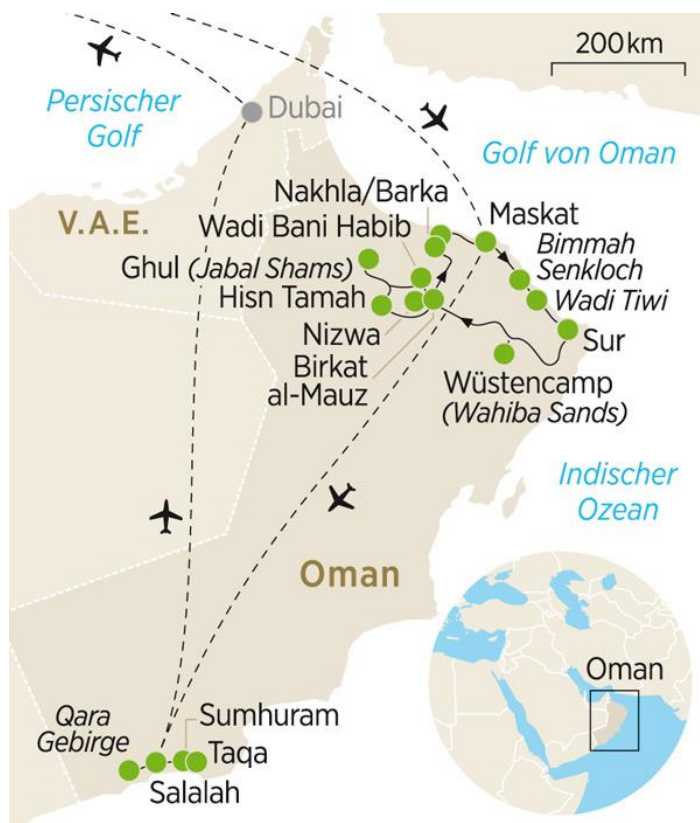 200 km
Persischer
Golf
Dubai
Golf von Oman
Nakhla/Barka
Maskat
V.A.E.
Wadi Bani Habib
Bimmah
Senkloch
Ghul (Jabal Shams)
Wadi Tiwi
Hisn Tamah
Nizwa
Sur
Birkat
al-Mauz
Wüstencamp
(Wahiba Sands)
Indischer
Ozean
Oman
Oman
Qara
Gebirge
Sumhuram
Taqa
Salalah